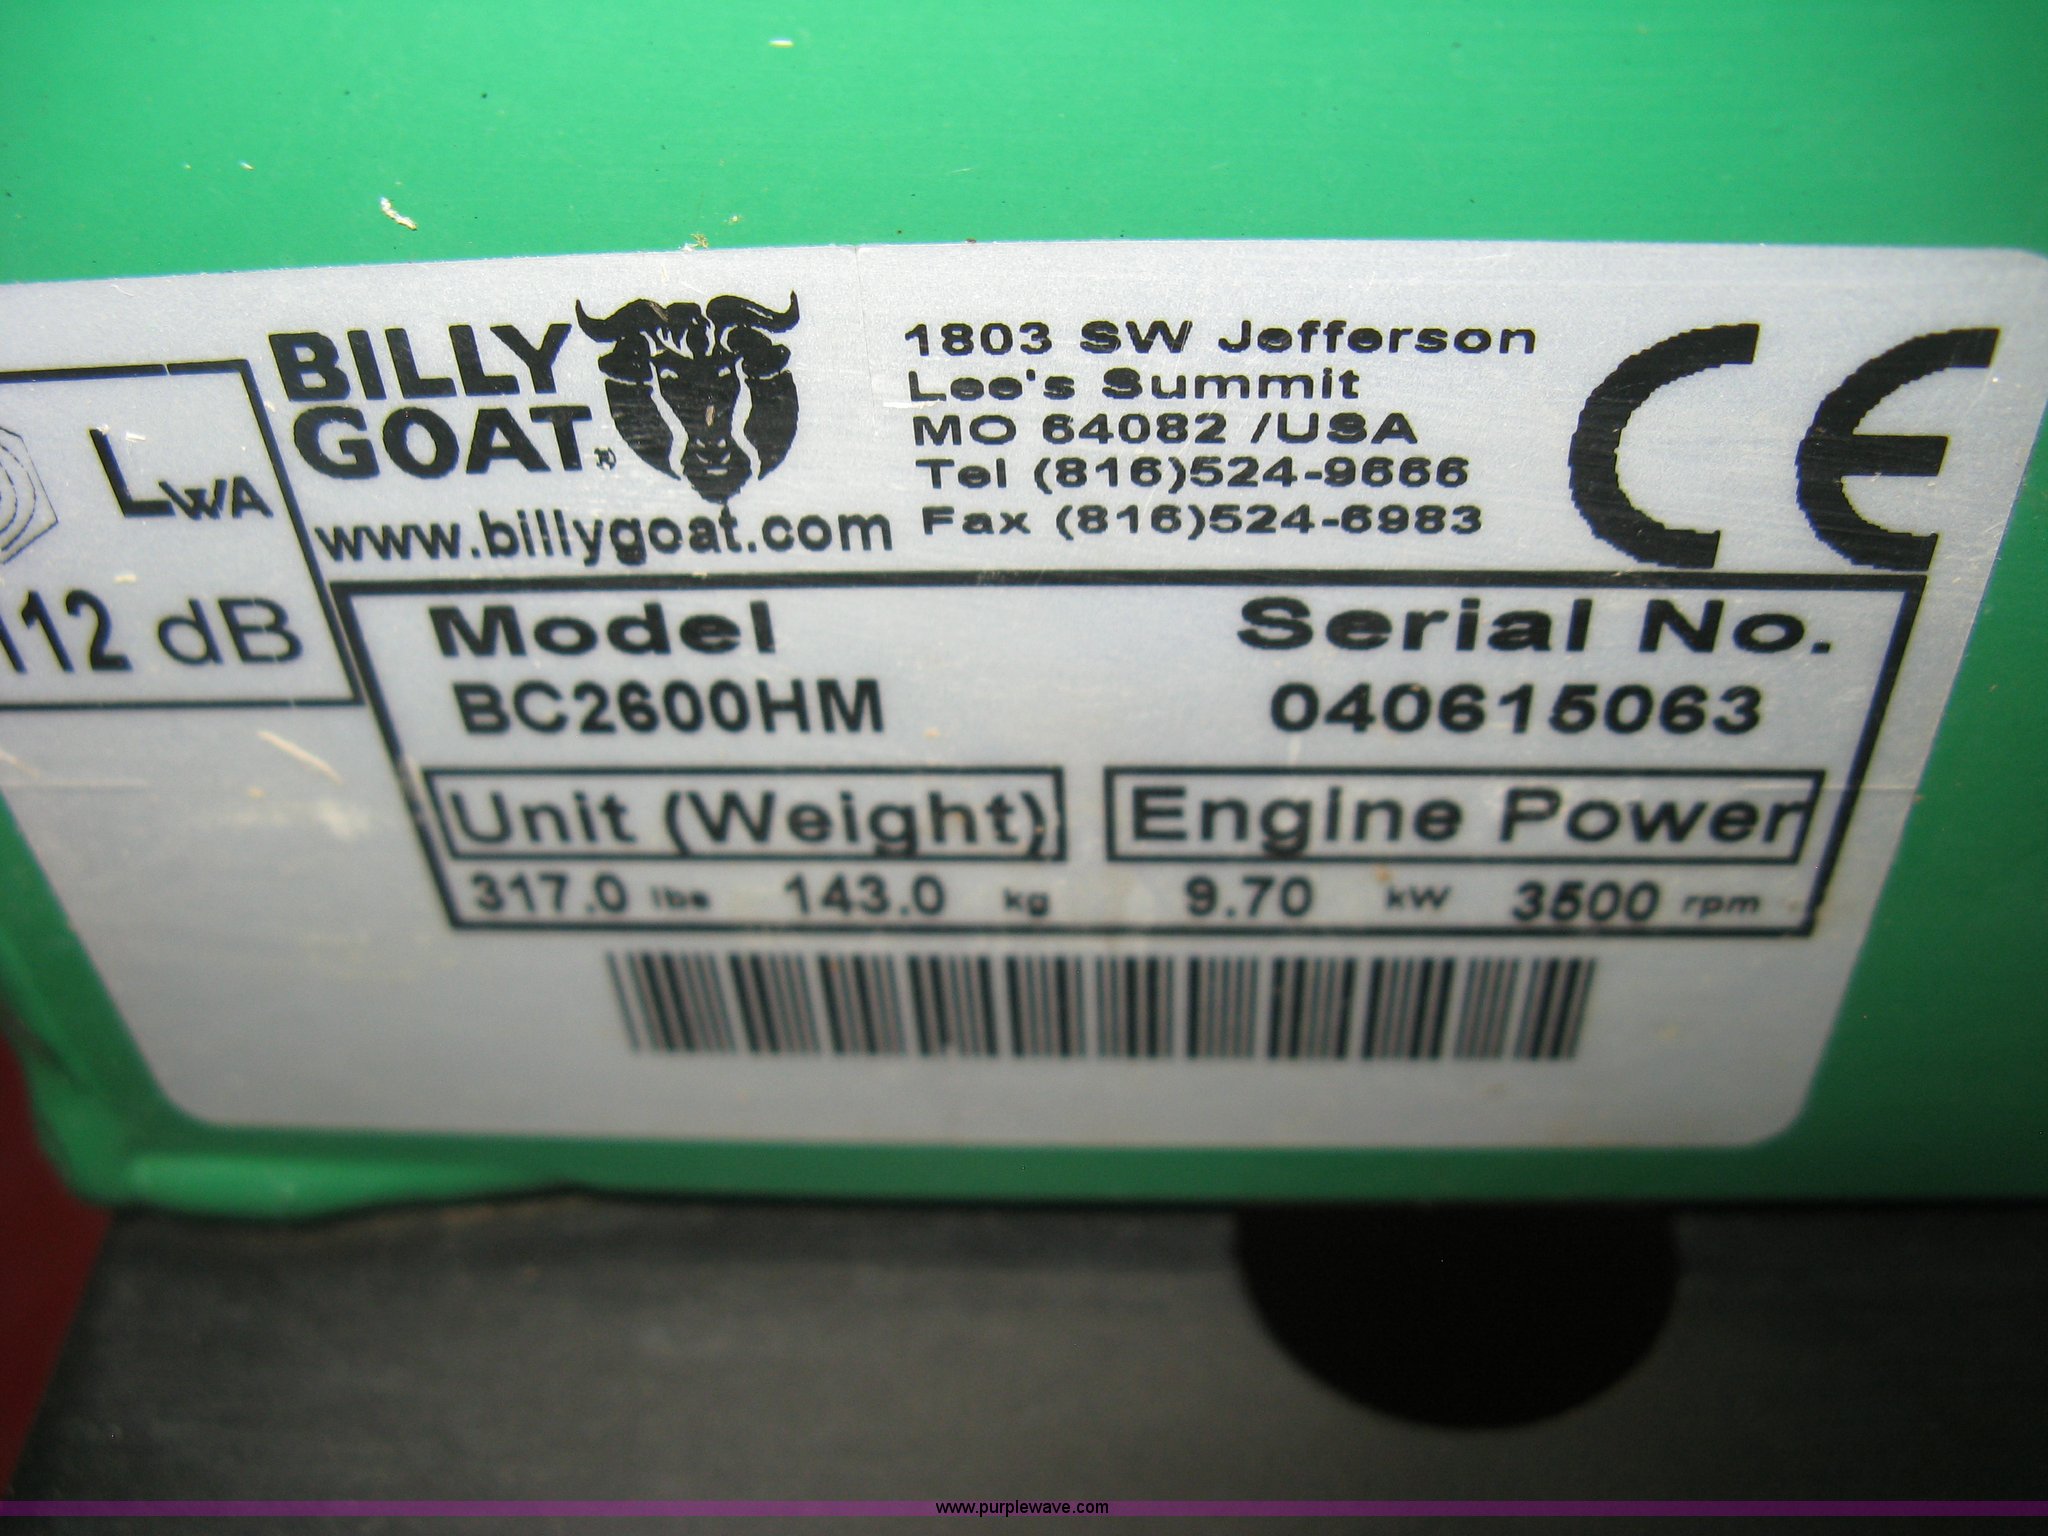 BILLY
GOAT®
www.billygoat.com
1803 SW Jefferson
Lee's Summit
MO 64082 /USA
Tel (816)524-9666
Fax (816)524-6983
CE
LWA
112 dB
Model
BC2600HM
Serial No.
040615063
Unit (Weight)
317.0 lbs 143.0 kg
Engine Power
9.70 kW 3500 rpm
www.purplewave.com